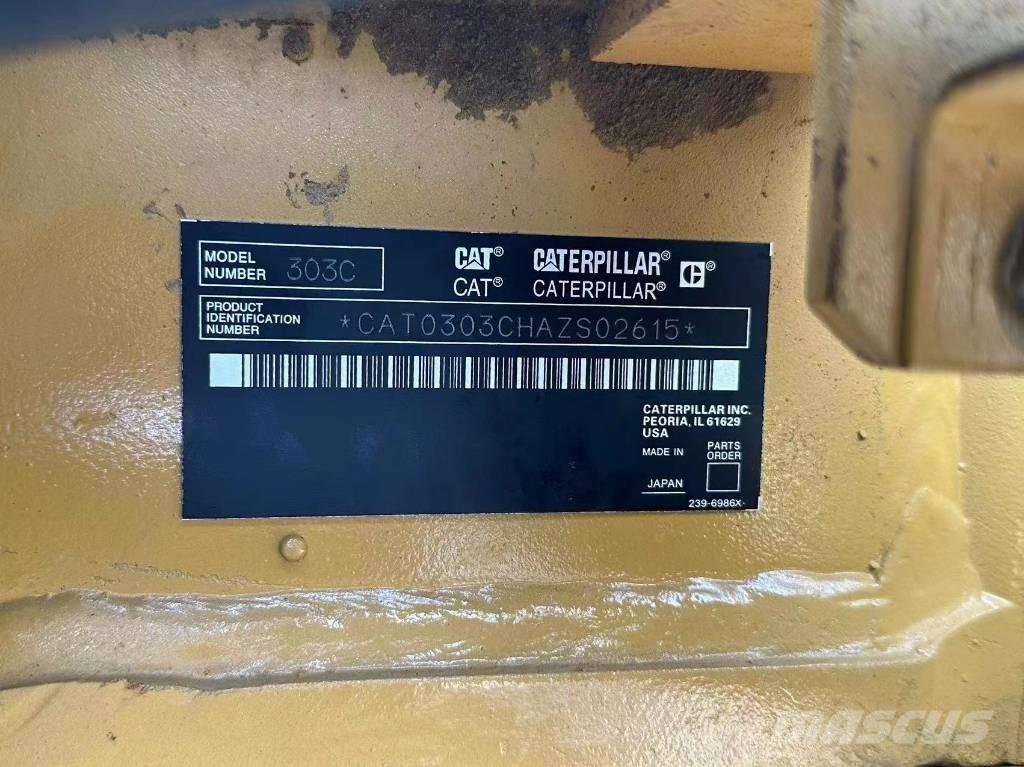 MODEL
NUMBER 303C
CAT® CATERPILLAR® C®
CAT® CATERPILLAR®
PRODUCT
IDENTIFICATION
NUMBER
*CAT0303CHAZS02615*
CATERPILLAR INC.
PEORIA, IL 61629
USA
MADE IN
PARTS
ORDER
JAPAN
239-6986X
MASCUS